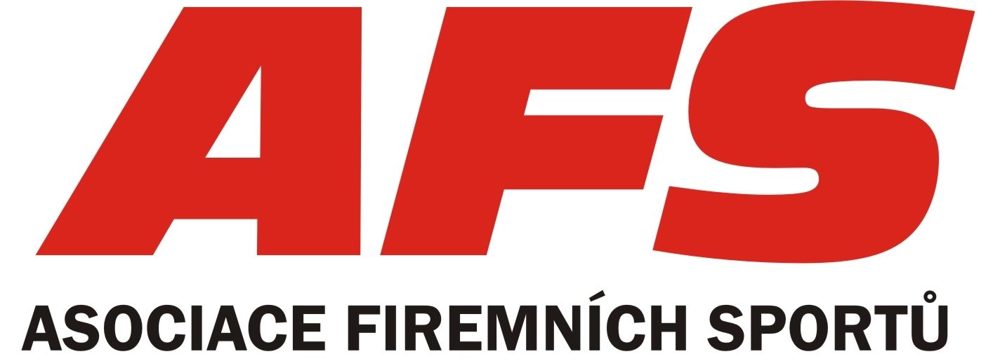 AFS
ASOCIACE FIREMNÍCH SPORTŮ